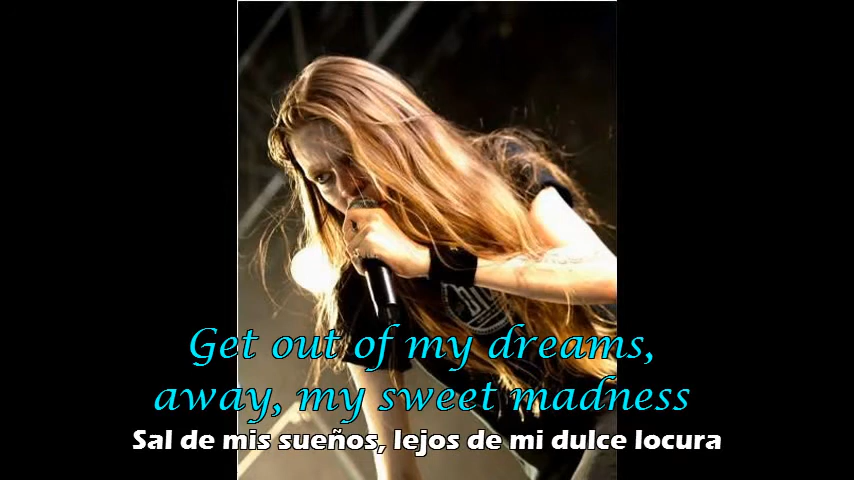 Get out of my dreams,
away, my sweet madness
Sal de mis sueños, lejos de mi dulce locura